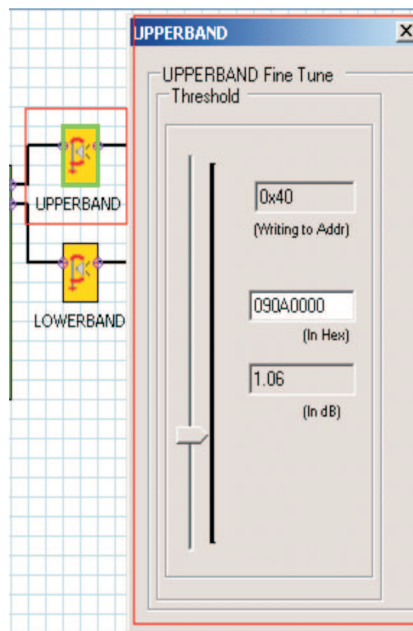 UPPERBAND
UPPERBAND Fine Tune
Threshold
0x40
(Writing to Addr)
090A0000
(In Hex)
1.06
(In dB)
UPPERBAND
LOWERBAND